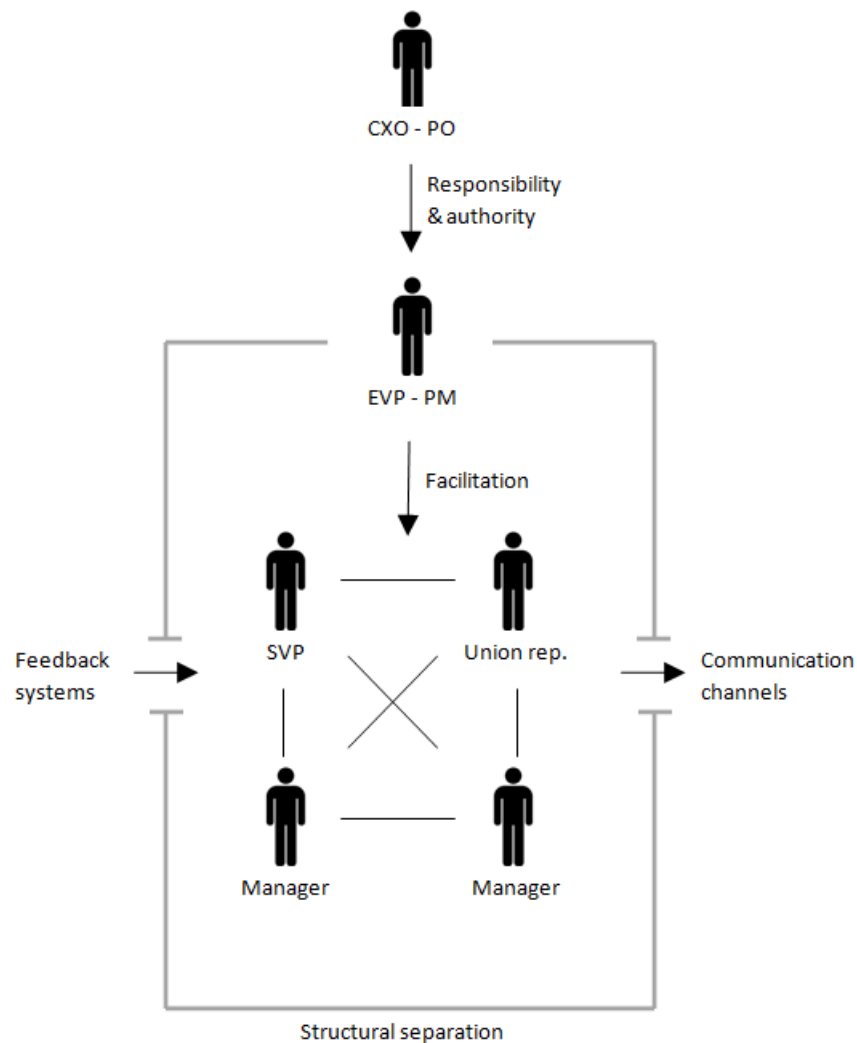 CXO - PO
Responsibility
& authority
EVP - PM
Facilitation
SVP
Union rep.
Feedback
systems
Communication
channels
Manager
Manager
Structural separation